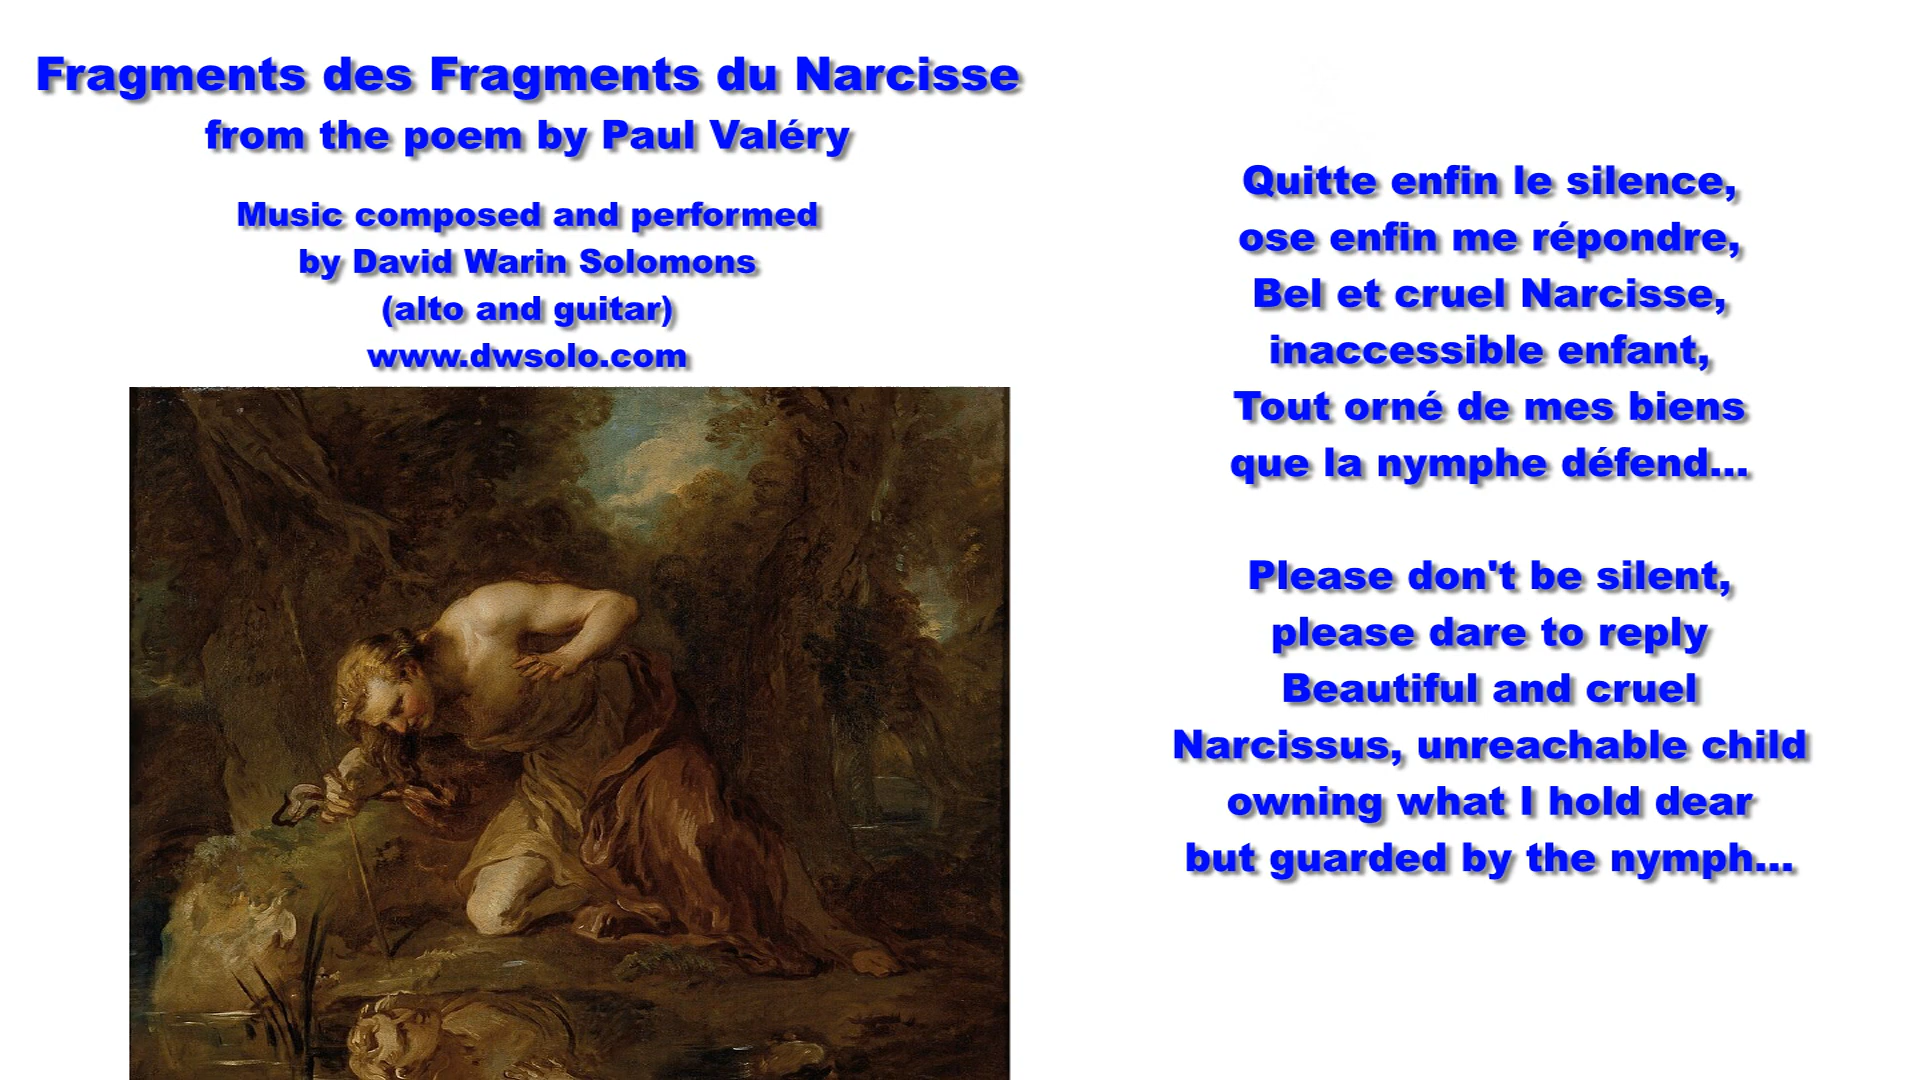 Fragments des Fragments du Narcisse
from the poem by Paul Valéry
Music composed and performed
by David Warin Solomons
(alto and guitar)
www.dwsolo.com
Quitte enfin le silence,
ose enfin me répondre,
Bel et cruel Narcisse,
inaccessible enfant,
Tout orné de mes biens
que la nymphe défend...
Please don't be silent,
please dare to reply
Beautiful and cruel
Narcissus, unreachable child
owning what I hold dear
but guarded by the nymph...